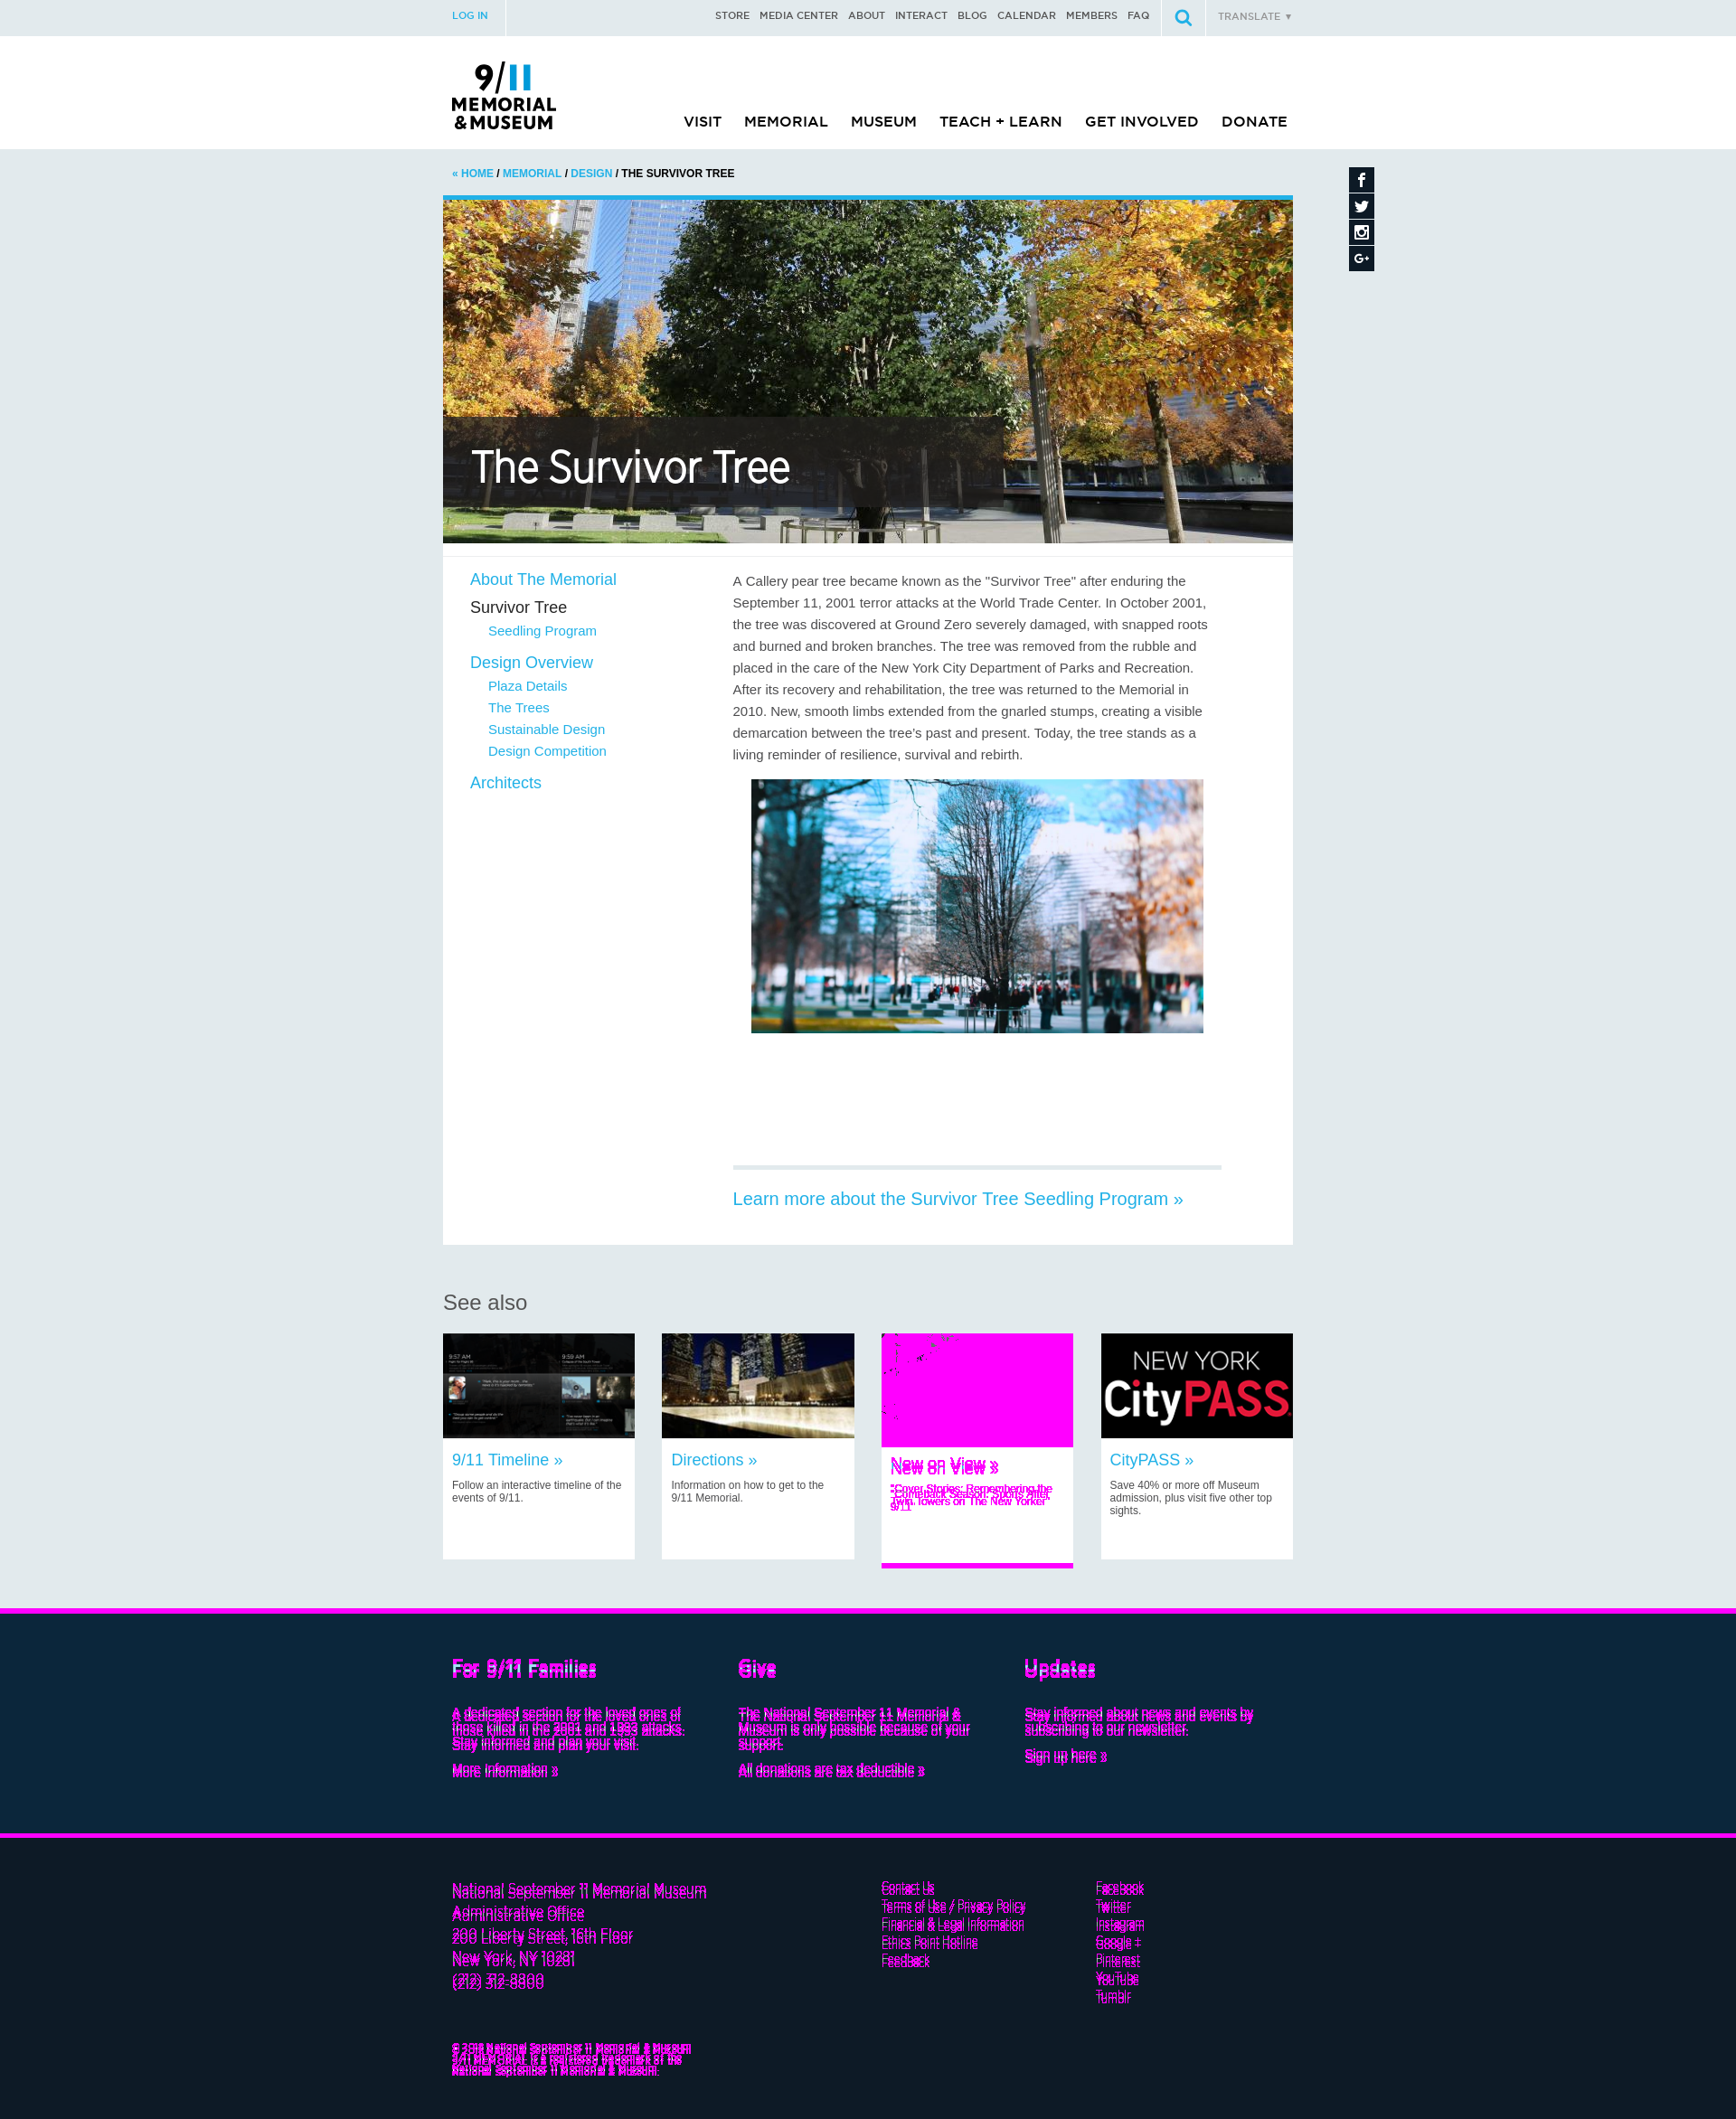 LOG IN
STORE MEDIA CENTER ABOUT INTERACT BLOG CALENDAR MEMBERS FAQ
TRANSLATE ▼
9/11
MEMORIAL
& MUSEUM
VISIT MEMORIAL MUSEUM TEACH + LEARN GET INVOLVED DONATE
« HOME / MEMORIAL / DESIGN / THE SURVIVOR TREE
The Survivor Tree
About The Memorial
Survivor Tree
Seedling Program
Design Overview
Plaza Details
The Trees
Sustainable Design
Design Competition
Architects
A Callery pear tree became known as the "Survivor Tree" after enduring the
September 11, 2001 terror attacks at the World Trade Center. In October 2001,
the tree was discovered at Ground Zero severely damaged, with snapped roots
and burned and broken branches. The tree was removed from the rubble and
placed in the care of the New York City Department of Parks and Recreation.
After its recovery and rehabilitation, the tree was returned to the Memorial in
2010. New, smooth limbs extended from the gnarled stumps, creating a visible
demarcation between the tree's past and present. Today, the tree stands as a
living reminder of resilience, survival and rebirth.
Learn more about the Survivor Tree Seedling Program »
See also
9:57 AM
9:59 AM
9/11 Timeline »
Follow an interactive timeline of the
events of 9/11.
Directions »
Information on how to get to the
9/11 Memorial.
Now on View »
New on View »
"Cover Stories: Remembering the
Twin Towers on The New Yorker"
"Comeback Season: Sports After
9/11"
NEW YORK
CityPASS
CityPASS »
Save 40% or more off Museum
admission, plus visit five other top
sights.
For 9/11 Families
A dedicated section for the loved ones of
those killed in the 2001 and 1993 attacks.
Stay informed and plan your visit.
More Information »
Give
The National September 11 Memorial &
Museum is only possible because of your
support.
All donations are tax deductible »
Updates
Stay informed about news and events by
subscribing to our newsletter.
Sign up here »
National September 11 Memorial Museum
Administrative Office
200 Liberty Street, 16th Floor
New York, NY 10281
(212) 312-8800
Contact Us
Terms of Use / Privacy Policy
Financial & Legal Information
Ethics Point Hotline
Feedback
Facebook
Twitter
Instagram
Google +
Pinterest
YouTube
Tumblr
National September 11 Memorial & Museum
9/11 MEMORIAL is a registered trademark of the
National September 11 Memorial & Museum.